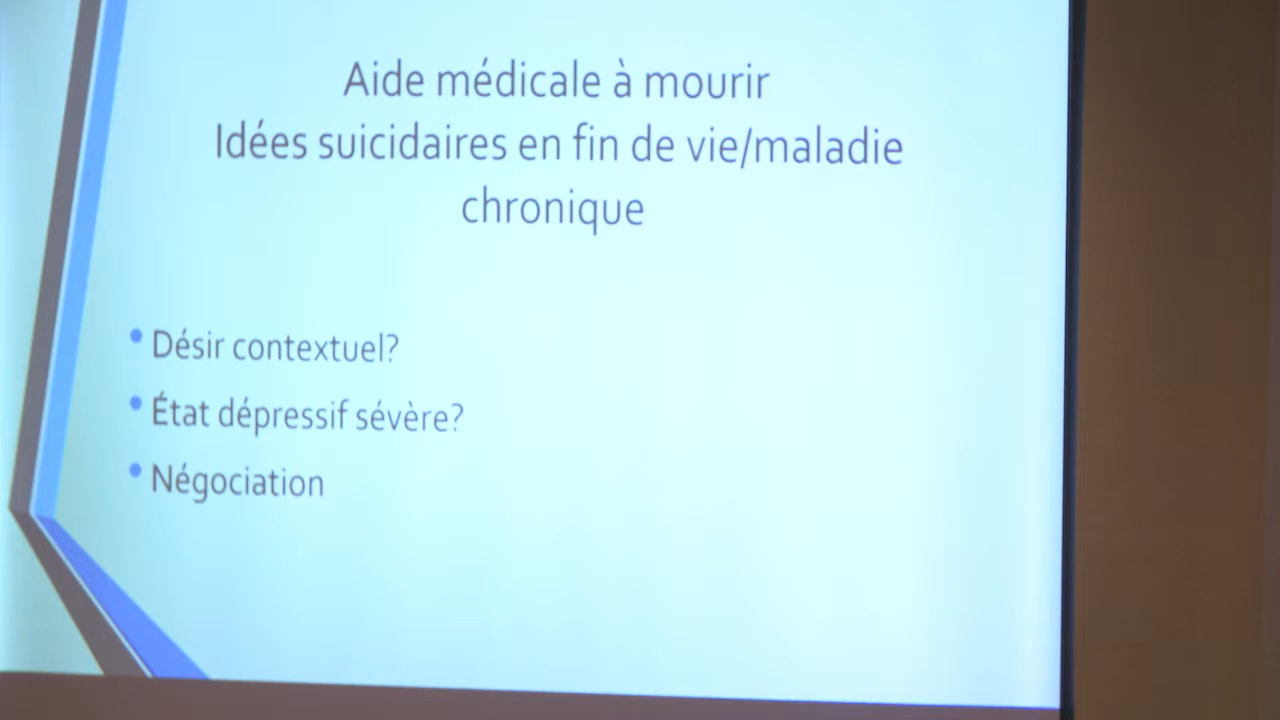 Aide médicale à mourir
Idées suicidaires en fin de vie/maladie
chronique
• Désir contextuel?
• État dépressif sévère?
• Négociation